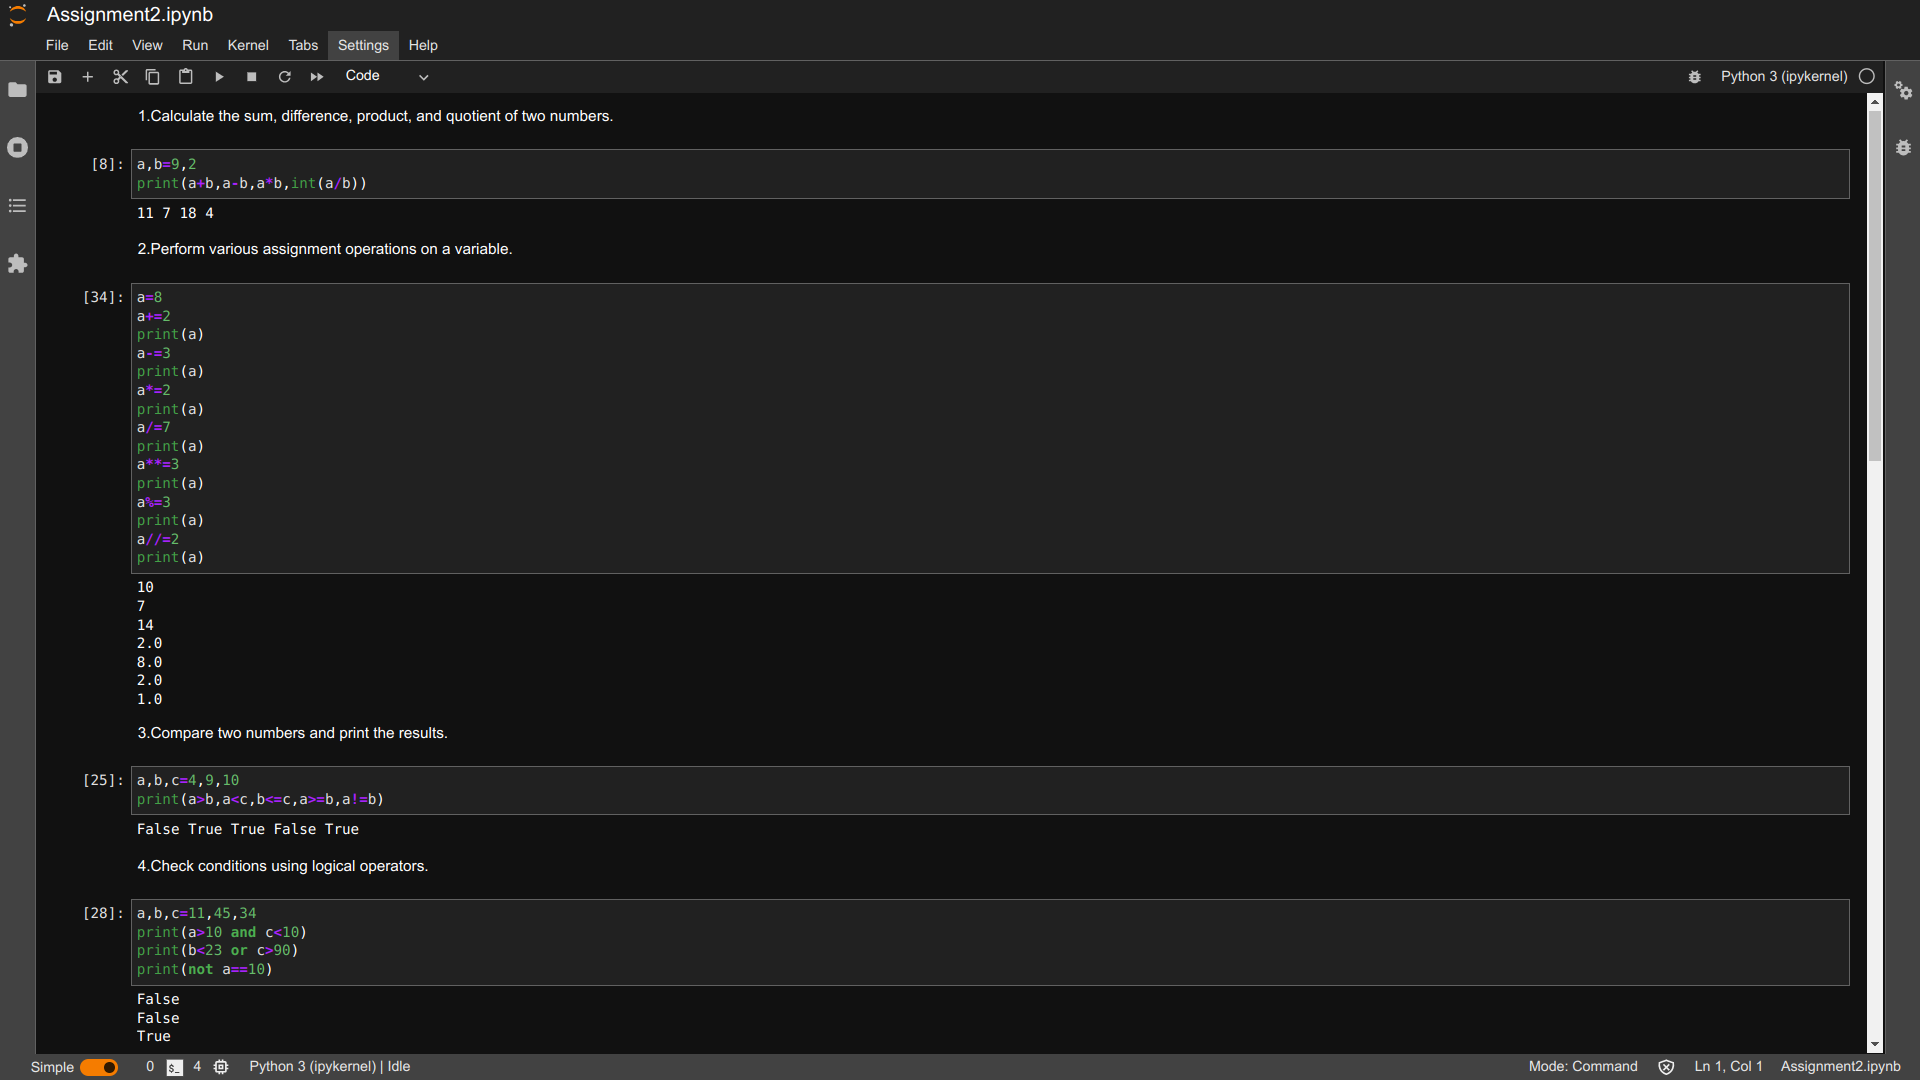 Assignment2.ipynb
File Edit View Run Kernel Tabs Settings Help
Code
Python 3 (ipykernel)
1.Calculate the sum, difference, product, and quotient of two numbers.
[8]:
a,b=9,2
print(a+b,a-b,a*b,int(a/b))
11 7 18 4
2.Perform various assignment operations on a variable.
[34]:
a=8
a+=2
print(a)
a-=3
print(a)
a*=2
print(a)
a/=7
print(a)
a**=3
print(a)
a%=3
print(a)
a//=2
print(a)
10
7
14
2.0
8.0
2.0
1.0
3.Compare two numbers and print the results.
[25]:
a,b,c=4,9,10
print(a>b,a<c,b<=c,a>=b,a!=b)
False True True False True
4.Check conditions using logical operators.
[28]:
a,b,c=11,45,34
print(a>10 and c<10)
print(b<23 or c>90)
print(not a==10)
False
False
True
Simple 0 $_ 4 Python 3 (ipykernel) | Idle Mode: Command Ln 1, Col 1 Assignment2.ipynb